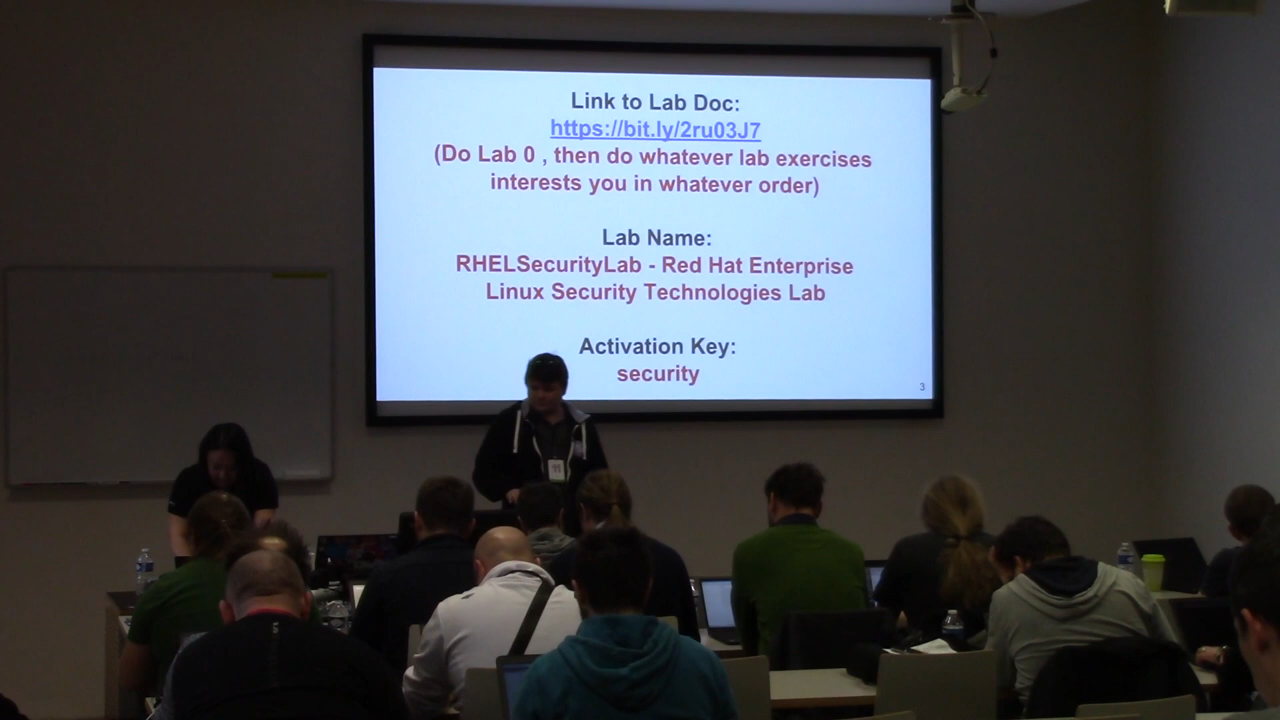 Link to Lab Doc:
https://bit.ly/2ru03J7
(Do Lab 0 , then do whatever lab exercises
interests you in whatever order)
Lab Name:
RHELSecurityLab - Red Hat Enterprise
Linux Security Technologies Lab
Activation Key:
security
3